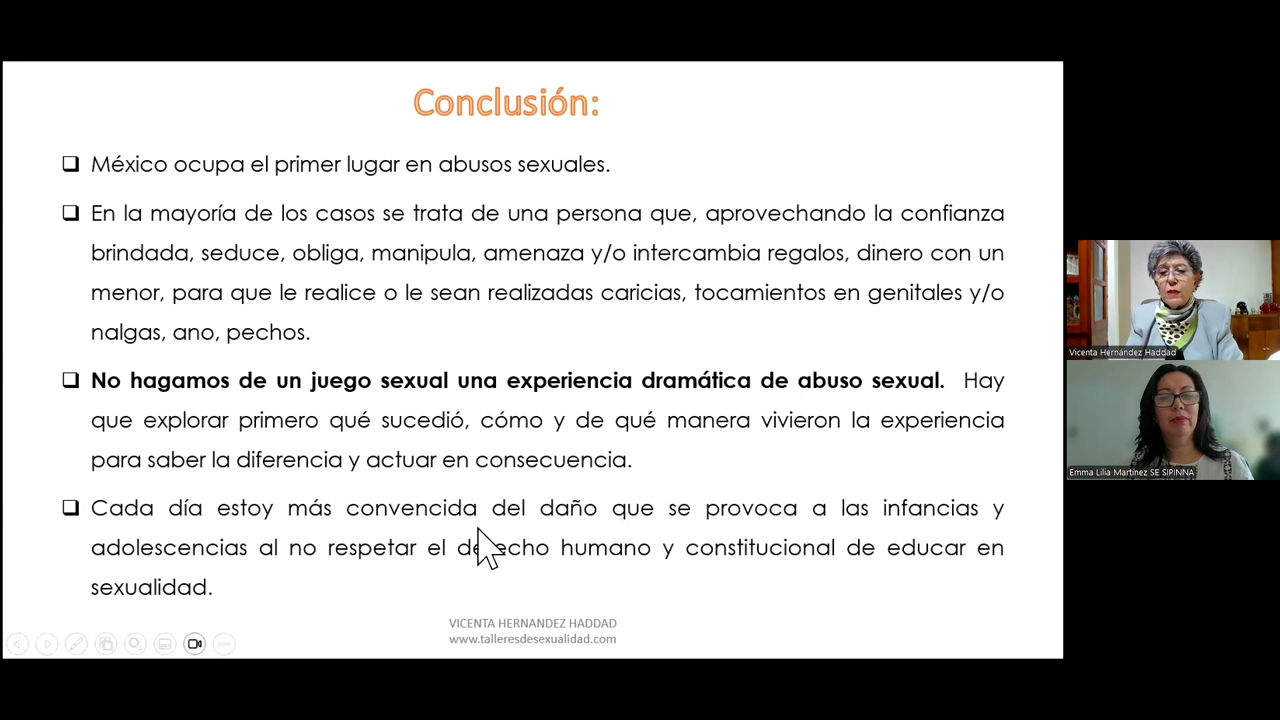 Conclusión:
México ocupa el primer lugar en abusos sexuales.
En la mayoría de los casos se trata de una persona que, aprovechando la confianza
brindada, seduce, obliga, manipula, amenaza y/o intercambia regalos, dinero con un
menor, para que le realice o le sean realizadas caricias, tocamientos en genitales y/o
nalgas, ano, pechos.
No hagamos de un juego sexual una experiencia dramática de abuso sexual. Hay
que explorar primero qué sucedió, cómo y de qué manera vivieron la experiencia
para saber la diferencia y actuar en consecuencia.
Cada día estoy más convencida del daño que se provoca a las infancias y
adolescencias al no respetar el derecho humano y constitucional de educar en
sexualidad.
VICENTA HERNANDEZ HADDAD
www.talleresdesexualidad.com
Vicenta Hernández Haddad
Emma Lilia Martínez SE SIPINNA